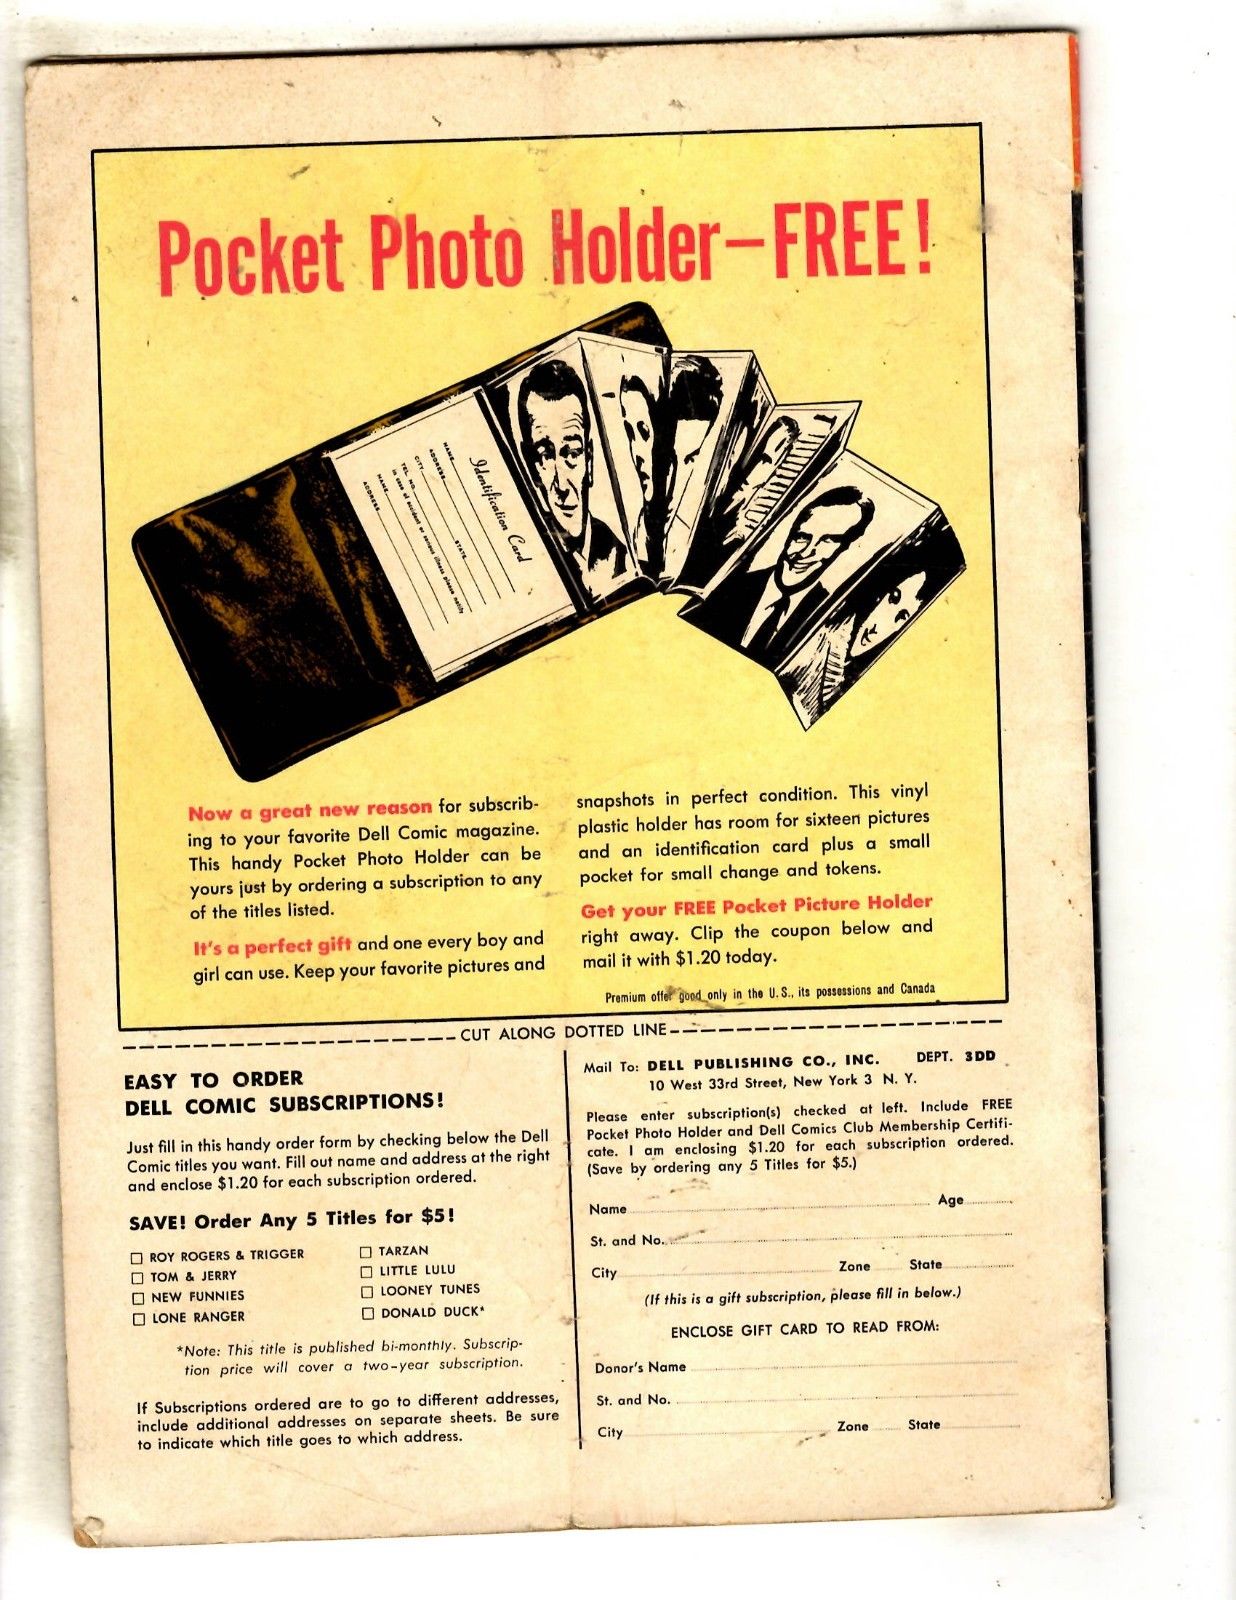 Pocket Photo Holder–FREE!
Identification Card
NAME
ADDRESS
CITY STATE
TEL. NO.
In case of accident or serious illness please notify
NAME
ADDRESS
Now a great new reason for subscrib-
ing to your favorite Dell Comic magazine.
This handy Pocket Photo Holder can be
yours just by ordering a subscription to any
of the titles listed.
It's a perfect gift and one every boy and
girl can use. Keep your favorite pictures and
snapshots in perfect condition. This vinyl
plastic holder has room for sixteen pictures
and an identification card plus a small
pocket for small change and tokens.
Get your FREE Pocket Picture Holder
right away. Clip the coupon below and
mail it with $1.20 today.
Premium offer good only in the U. S., its possessions and Canada
CUT ALONG DOTTED LINE
EASY TO ORDER
DELL COMIC SUBSCRIPTIONS!
Just fill in this handy order form by checking below the Dell
Comic titles you want. Fill out name and address at the right
and enclose $1.20 for each subscription ordered.
SAVE! Order Any 5 Titles for $5!
ROY ROGERS & TRIGGER
TOM & JERRY
NEW FUNNIES
LONE RANGER
TARZAN
LITTLE LULU
LOONEY TUNES
DONALD DUCK*
*Note: This title is published bi-monthly. Subscrip-
tion price will cover a two-year subscription.
If Subscriptions ordered are to go to different addresses,
include additional addresses on separate sheets. Be sure
to indicate which title goes to which address.
Mail To: DELL PUBLISHING CO., INC. DEPT. 3DD
10 West 33rd Street, New York 3 N. Y.
Please enter subscription(s) checked at left. Include FREE
Pocket Photo Holder and Dell Comics Club Membership Certifi-
cate. I am enclosing $1.20 for each subscription ordered.
(Save by ordering any 5 Titles for $5.)
Name Age
St. and No.
City Zone State
(If this is a gift subscription, please fill in below.)
ENCLOSE GIFT CARD TO READ FROM:
Donor's Name
St. and No.
City Zone State